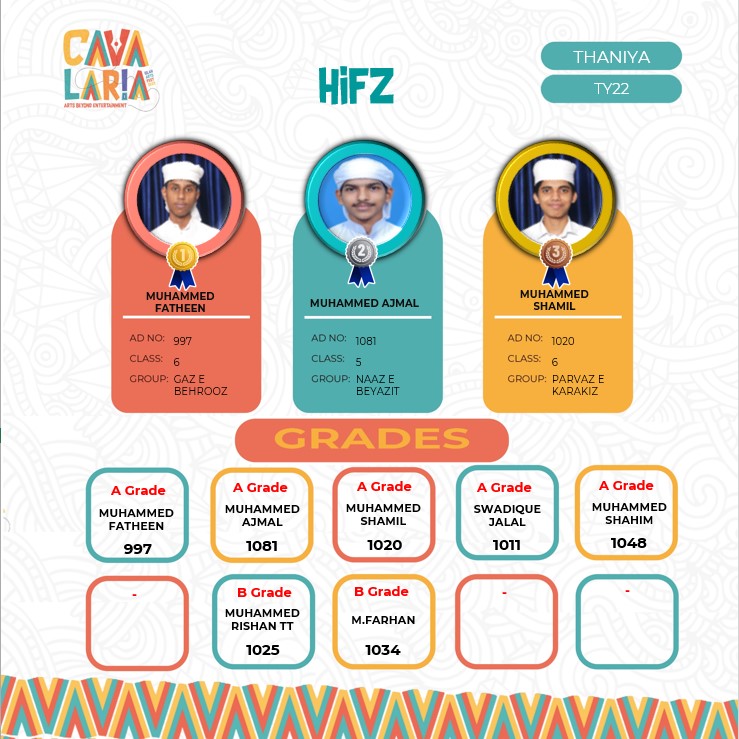 CAVA
LARIA
ARTS BEYOND ENTERTAINMENT
HiFZ
THANIYA
TY22
1
MUHAMMED
FATHEEN
AD NO: 997
CLASS: 6
GROUP: GAZ E
BEHROOZ
2
MUHAMMED AJMAL
AD NO: 1081
CLASS: 5
GROUP: NAAZ E
BEYAZIT
3
MUHAMMED
SHAMIL
AD NO: 1020
CLASS: 6
GROUP: PARVAZ E
KARAKIZ
GRADES
A Grade
MUHAMMED
FATHEEN
997
A Grade
MUHAMMED
AJMAL
1081
A Grade
MUHAMMED
SHAMIL
1020
A Grade
SWADIQUE
JALAL
1011
A Grade
MUHAMMED
SHAHIM
1048
-
B Grade
MUHAMMED
RISHAN TT
1025
B Grade
M.FARHAN
1034
-
-